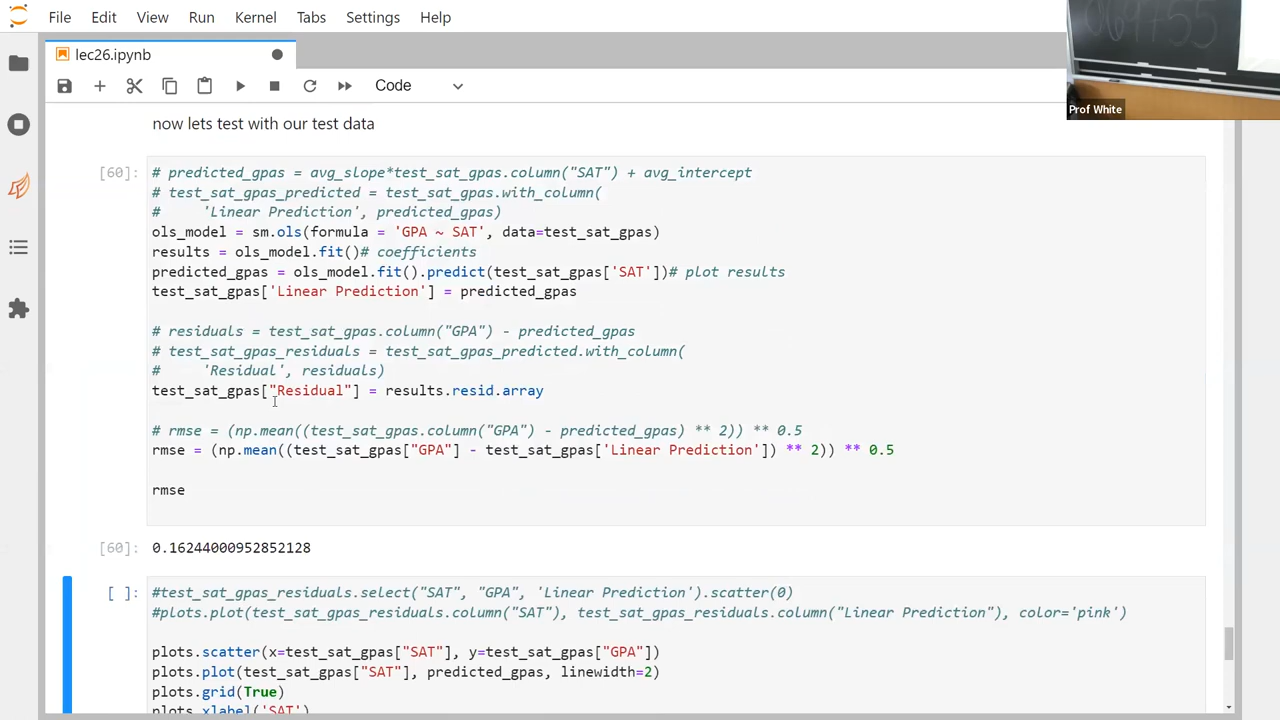 File Edit View Run Kernel Tabs Settings Help
069755
lec26.ipynb
Code
Prof White
now lets test with our test data
[60]: # predicted_gpas = avg_slope*test_sat_gpas.column("SAT") + avg_intercept
# test_sat_gpas_predicted = test_sat_gpas.with_column(
#     'Linear Prediction', predicted_gpas)
ols_model = sm.ols(formula = 'GPA ~ SAT', data=test_sat_gpas)
results = ols_model.fit()# coefficients
predicted_gpas = ols_model.fit().predict(test_sat_gpas['SAT'])# plot results
test_sat_gpas['Linear Prediction'] = predicted_gpas
# residuals = test_sat_gpas.column("GPA") - predicted_gpas
# test_sat_gpas_residuals = test_sat_gpas_predicted.with_column(
#     'Residual', residuals)
test_sat_gpas["Residual"] = results.resid.array
# rmse = (np.mean((test_sat_gpas.column("GPA") - predicted_gpas) ** 2)) ** 0.5
rmse = (np.mean((test_sat_gpas["GPA"] - test_sat_gpas['Linear Prediction']) ** 2)) ** 0.5
rmse
[60]: 0.16244000952852128
[ ]: #test_sat_gpas_residuals.select("SAT", "GPA", 'Linear Prediction').scatter(0)
#plots.plot(test_sat_gpas_residuals.column("SAT"), test_sat_gpas_residuals.column("Linear Prediction"), color='pink')
plots.scatter(x=test_sat_gpas["SAT"], y=test_sat_gpas["GPA"])
plots.plot(test_sat_gpas["SAT"], predicted_gpas, linewidth=2)
plots.grid(True)
plots.xlabel('SAT')